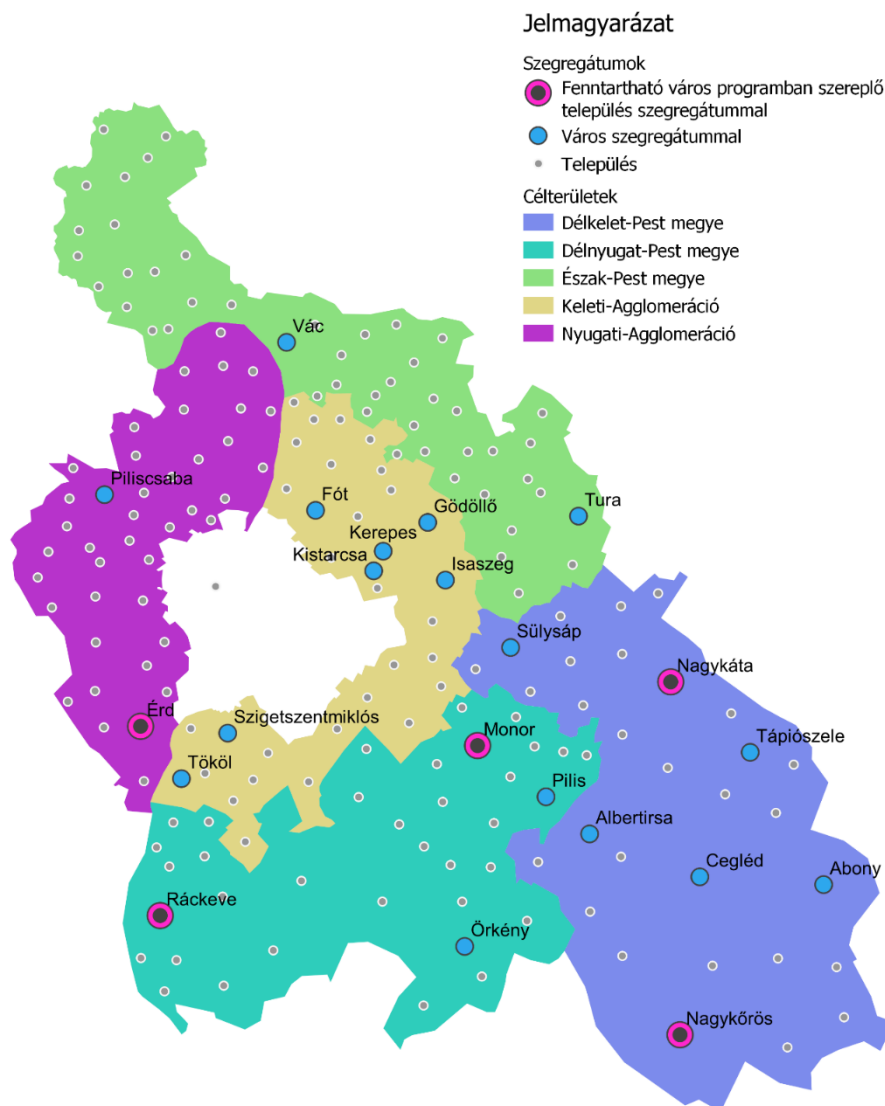 Jelmagyarázat
Szegregátumok
Fenntartható város programban szereplő
település szegregátummal
Város szegregátummal
Település
Célterületek
Délkelet-Pest megye
Délnyugat-Pest megye
Észak-Pest megye
Keleti-Agglomeráció
Nyugati-Agglomeráció
Vác
Piliscsaba
Fót
Gödöllő
Tura
Kerepes
Kistarcsa
Isaszeg
Sülysáp
Nagykáta
Érd
Szigetszentmiklós
Monor
Tápiószele
Tököl
Pilis
Albertirsa
Cegléd
Abony
Ráckeve
Örkény
Nagykőrös